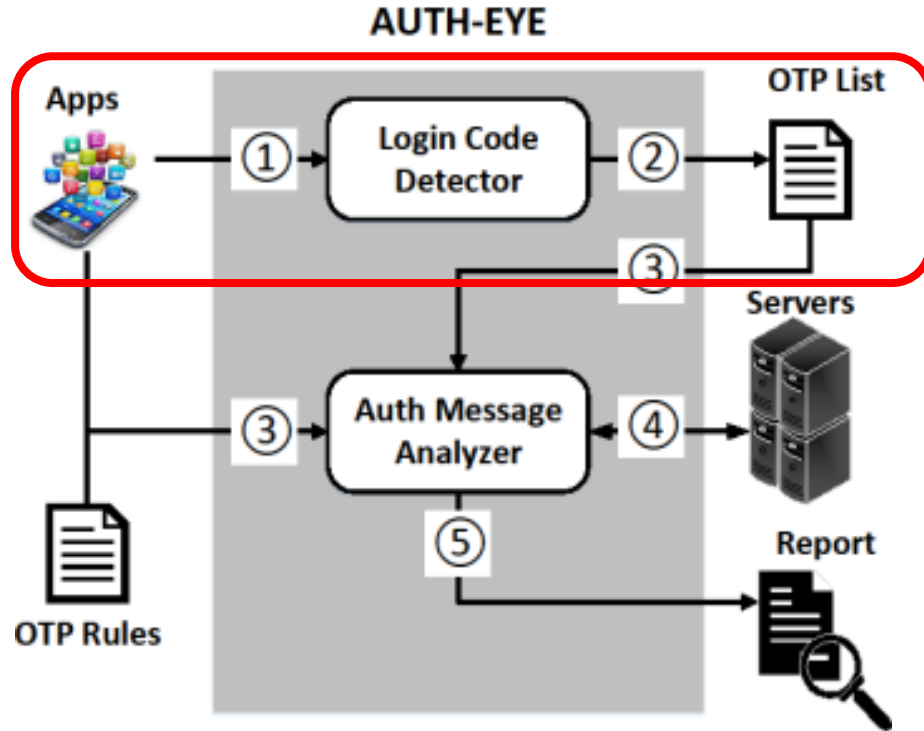 AUTH-EYE
Apps
OTP List
① Login Code ②
Detector
③
Servers
③ Auth Message ④
Analyzer
⑤
Report
OTP Rules